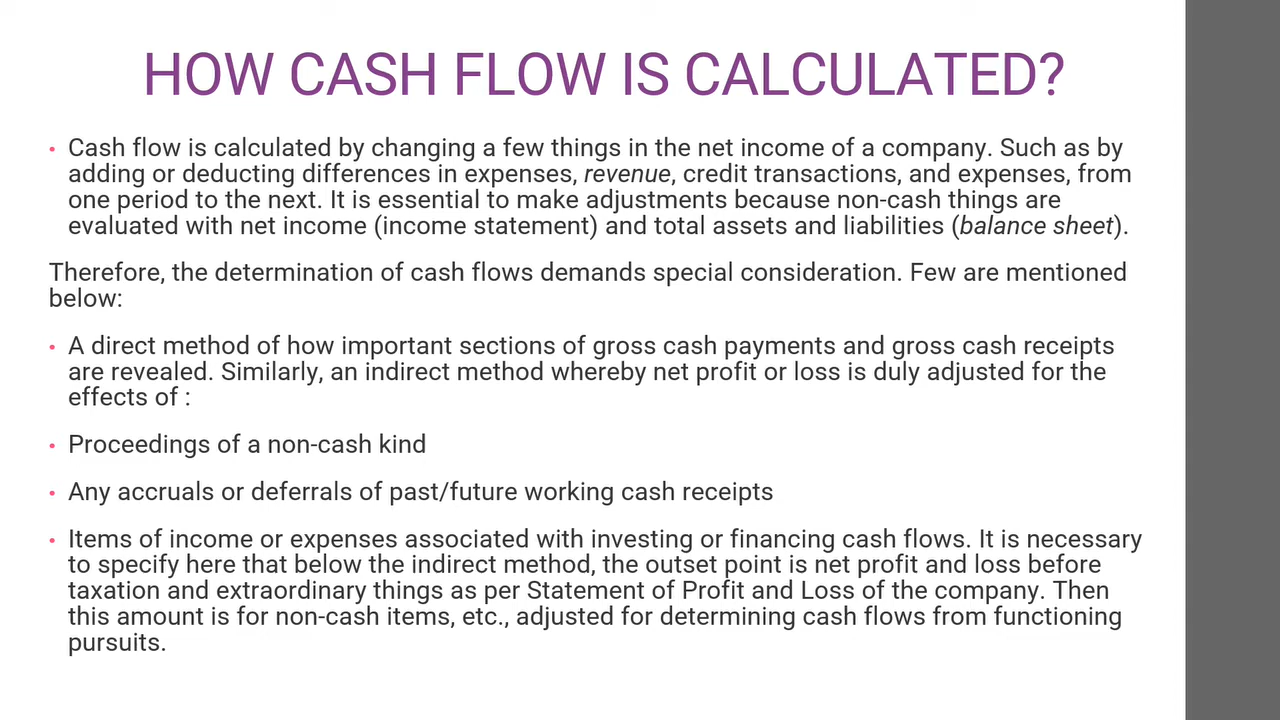 HOW CASH FLOW IS CALCULATED?
• Cash flow is calculated by changing a few things in the net income of a company. Such as by
adding or deducting differences in expenses, revenue, credit transactions, and expenses, from
one period to the next. It is essential to make adjustments because non-cash things are
evaluated with net income (income statement) and total assets and liabilities (balance sheet).
Therefore, the determination of cash flows demands special consideration. Few are mentioned
below:
• A direct method of how important sections of gross cash payments and gross cash receipts
are revealed. Similarly, an indirect method whereby net profit or loss is duly adjusted for the
effects of :
• Proceedings of a non-cash kind
• Any accruals or deferrals of past/future working cash receipts
• Items of income or expenses associated with investing or financing cash flows. It is necessary
to specify here that below the indirect method, the outset point is net profit and loss before
taxation and extraordinary things as per Statement of Profit and Loss of the company. Then
this amount is for non-cash items, etc., adjusted for determining cash flows from functioning
pursuits.